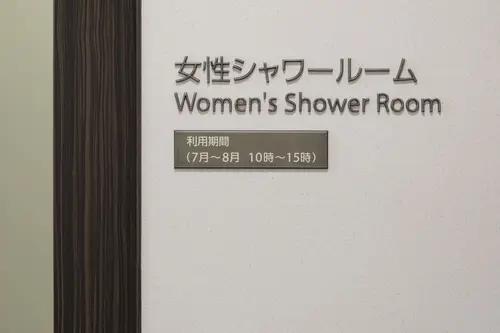 女性シャワールーム
Women's Shower Room
利用期間
（7月～8月 10時～15時）